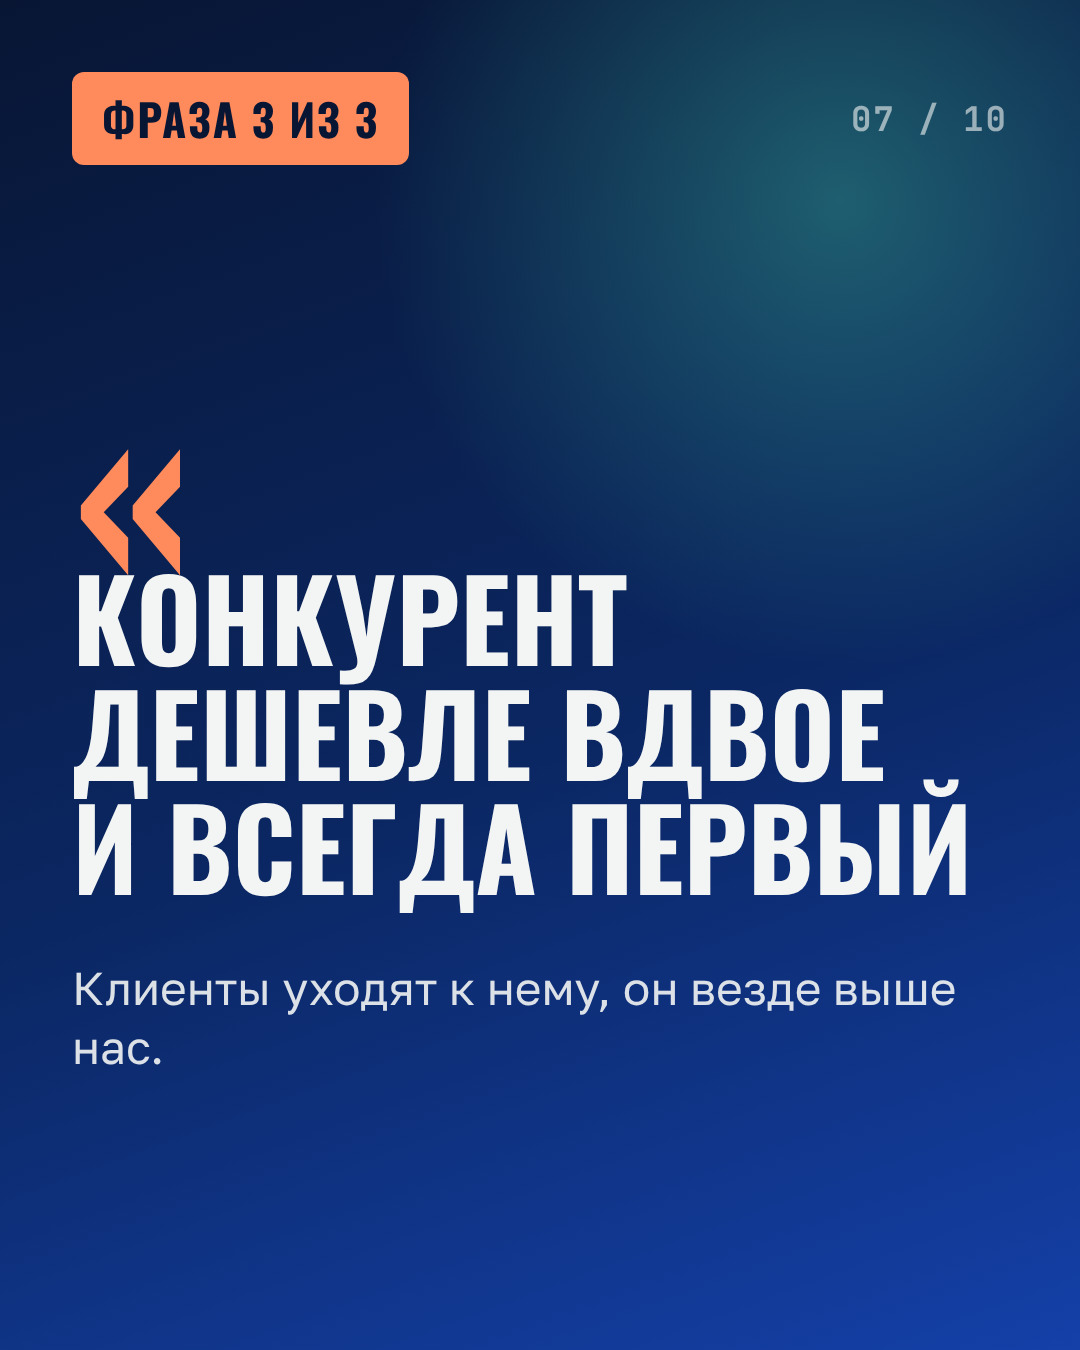 ФРАЗА 3 ИЗ 3
07 / 10
«
КОНКУРЕНТ
ДЕШЕВЛЕ ВДВОЕ
И ВСЕГДА ПЕРВЫЙ
Клиенты уходят к нему, он везде выше
нас.